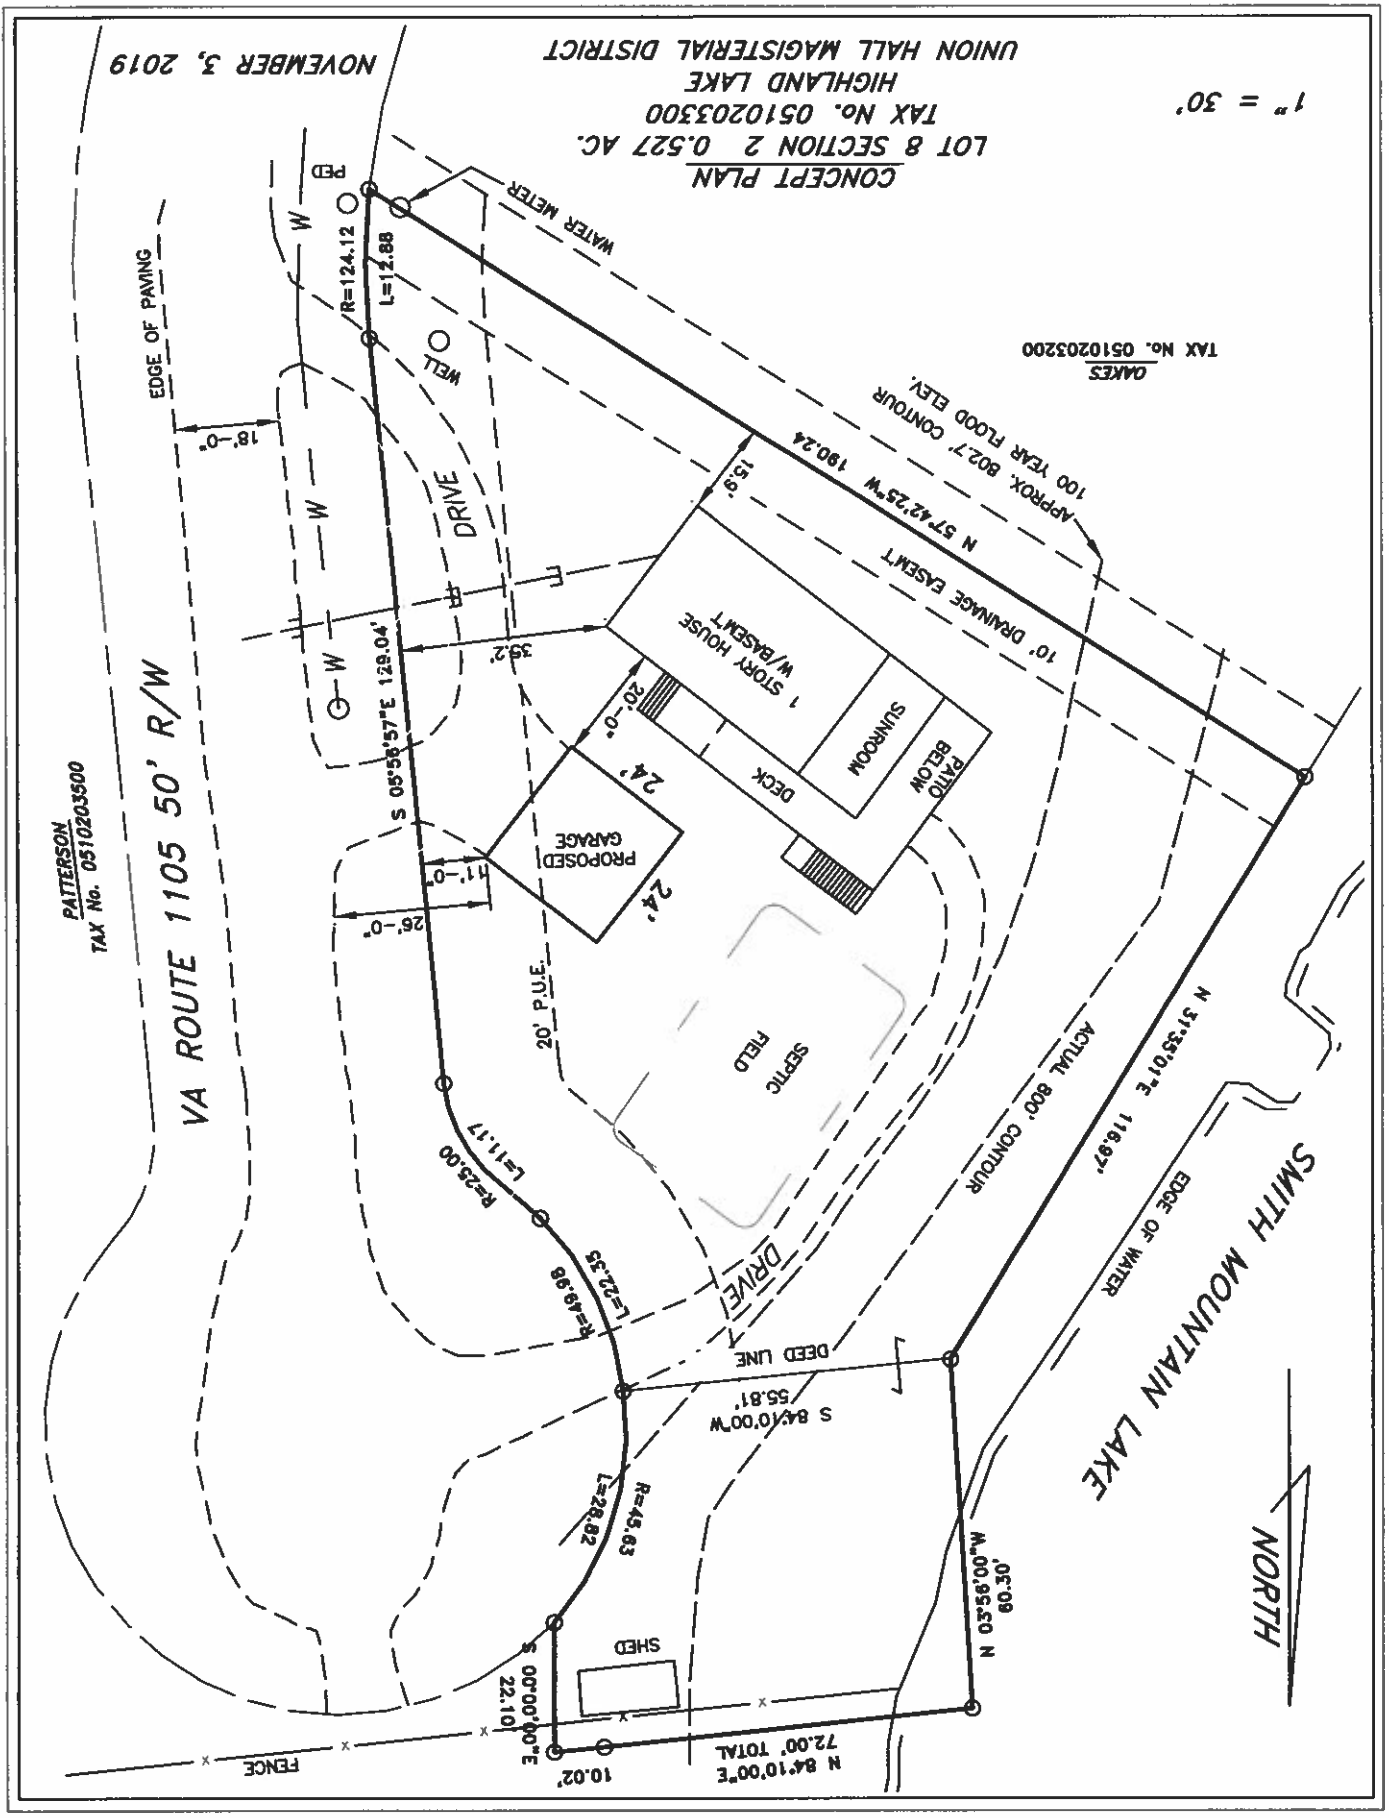 CONCEPT PLAN
LOT 8 SECTION 2 0.527 AC.
TAX No. 0510203300
HIGHLAND LAKE
UNION HALL MAGISTERIAL DISTRICT
1" = 30'
NOVEMBER 3, 2019
NORTH
SMITH MOUNTAIN LAKE
EDGE OF WATER
N 03°56'00"W
60.30'
N 84°10'00"E
72.00' TOTAL
10.02'
S 00°00'00"E
22.10'
FENCE
SHED
R=45.63
L=28.82
S 84°10'00"W
55.81'
DEED LINE
DRIVE
R=49.98
L=22.35
R=25.00
L=11.17
ACTUAL 800' CONTOUR
N 31°35'01"E 116.97'
SEPTIC
FIELD
20' P.U.E.
26'-0"
11'-0"
PROPOSED
GARAGE
24'
24'
20'-0"
DECK
PATIO
BELOW
SUNROOM
1 STORY HOUSE
W/BASEM'T
35.2'
15.9'
10' DRAINAGE EASEM'T
N 57°42'25"W 190.24
APPROX. 802.7' CONTOUR
100 YEAR FLOOD ELEV.
OAKES
TAX No. 0510203200
S 05°56'57"E 129.04'
W
W
W
DRIVE
18'-0"
WELL
WATER METER
PED
R=124.12
L=12.88
EDGE OF PAVING
VA ROUTE 1105 50' R/W
PATTERSON
TAX No. 0510203500